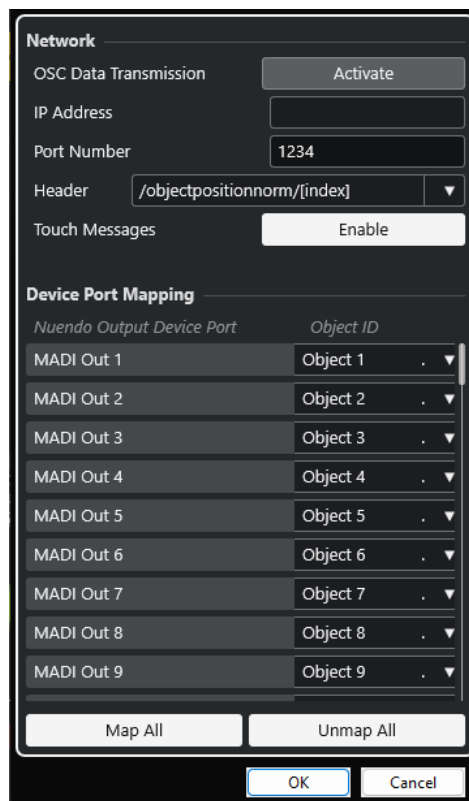 Network
OSC Data Transmission Activate
IP Address
Port Number 1234
Header /objectpositionnorm/[index]
Touch Messages Enable
Device Port Mapping
Nuendo Output Device Port Object ID
MADI Out 1 Object 1 .
MADI Out 2 Object 2 .
MADI Out 3 Object 3 .
MADI Out 4 Object 4 .
MADI Out 5 Object 5 .
MADI Out 6 Object 6 .
MADI Out 7 Object 7 .
MADI Out 8 Object 8 .
MADI Out 9 Object 9 .
Map All Unmap All
OK Cancel